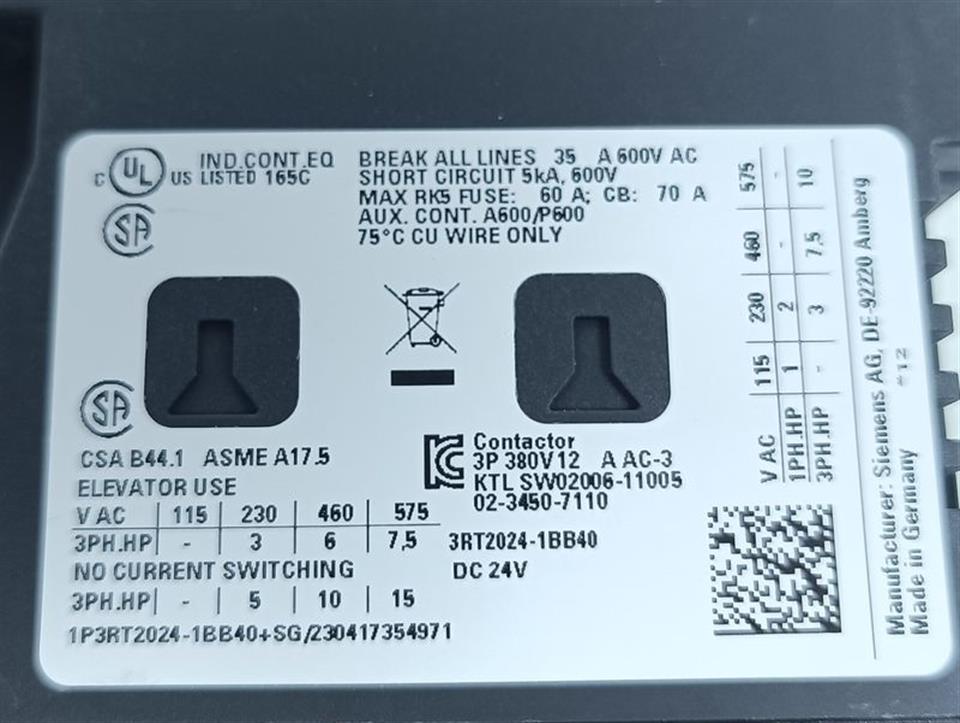 C UL US
IND.CONT.EQ
LISTED 165C
SA
BREAK ALL LINES 35 A 600V AC
SHORT CIRCUIT 5kA, 600V
MAX RK5 FUSE: 60 A; CB: 70 A
AUX. CONT. A600/P600
75°C CU WIRE ONLY
V AC | 115 | 230 | 460 | 575
1PH.HP | 1 | 2 | - | -
3PH.HP | - | 3 | 7.5 | 10
Manufacturer: Siemens AG, DE-92220 Amberg
Made in Germany
*12
SA
CSA B44.1 ASME A17.5
ELEVATOR USE
V AC | 115 | 230 | 460 | 575
3PH.HP | - | 3 | 6 | 7,5
NO CURRENT SWITCHING
3PH.HP | - | 5 | 10 | 15
1P3RT2024-1BB40+SG/230417354971
Contactor
3P 380V12 A AC-3
KTL SW02006-11005
02-3450-7110
3RT2024-1BB40
DC 24V